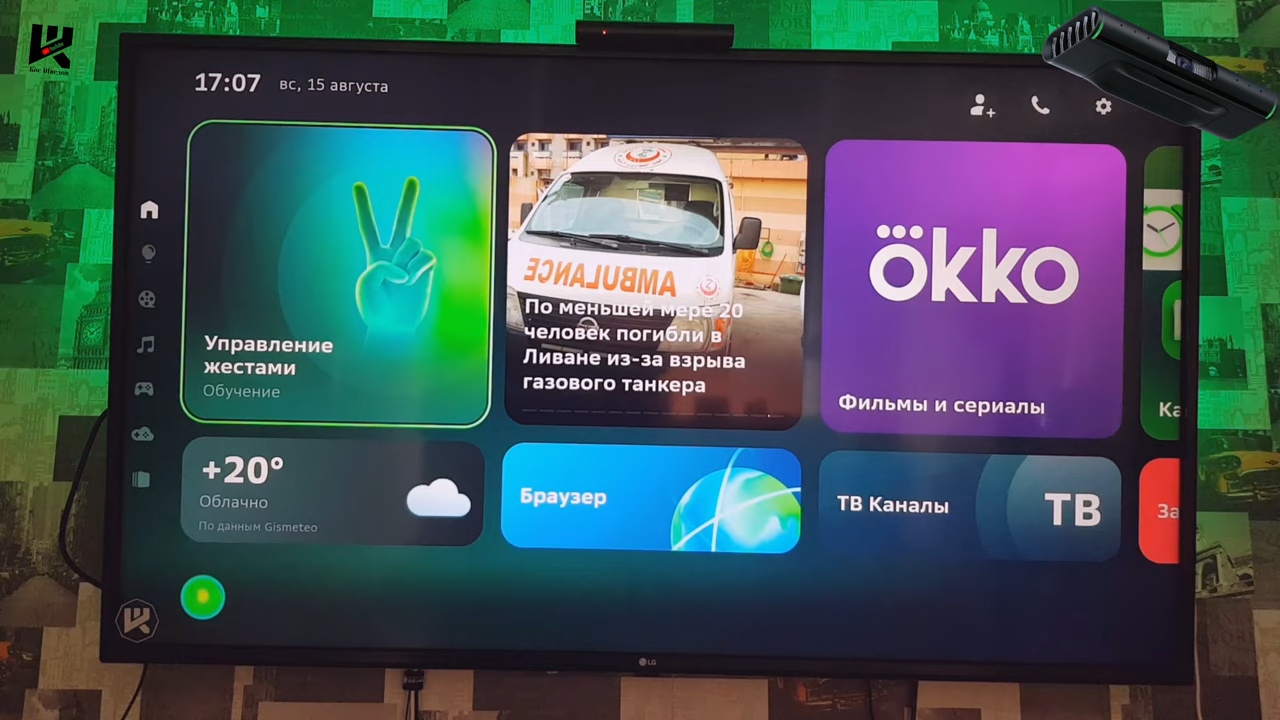 17:07 вс, 15 августа
Управление
жестами
Обучение
AMBULANCE
По меньшей мере 20
человек погибли в
Ливане из-за взрыва
газового танкера
okko
Фильмы и сериалы
Ка
+20°
Облачно
По данным Gismeteo
Браузер
ТВ Каналы
ТВ
За
LG